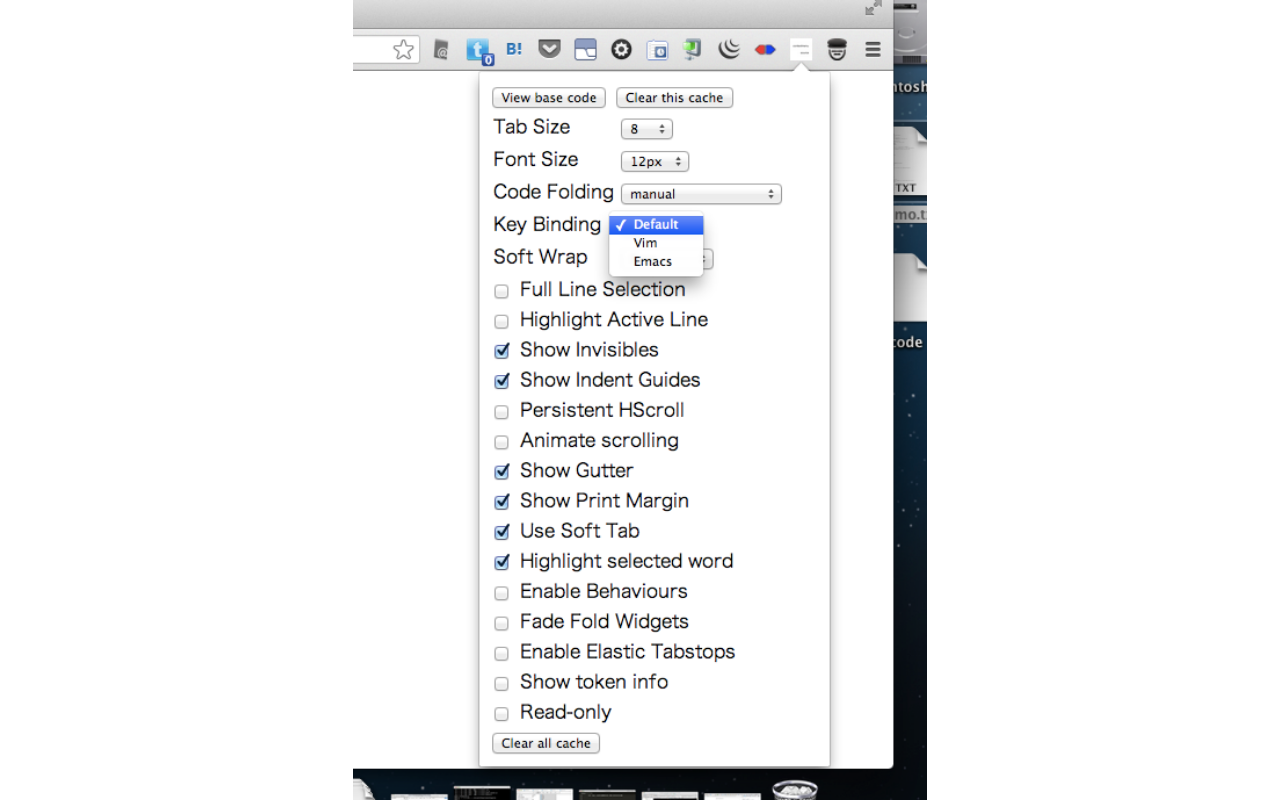 B!
0
View base code Clear this cache
ntosh
Tab Size 8
Font Size 12px
TXT
Code Folding manual
mo.t
Key Binding ✓ Default
Vim
Soft Wrap
Emacs
Full Line Selection
Highlight Active Line
code
Show Invisibles
Show Indent Guides
Persistent HScroll
Animate scrolling
Show Gutter
Show Print Margin
Use Soft Tab
Highlight selected word
Enable Behaviours
Fade Fold Widgets
Enable Elastic Tabstops
Show token info
Read-only
Clear all cache